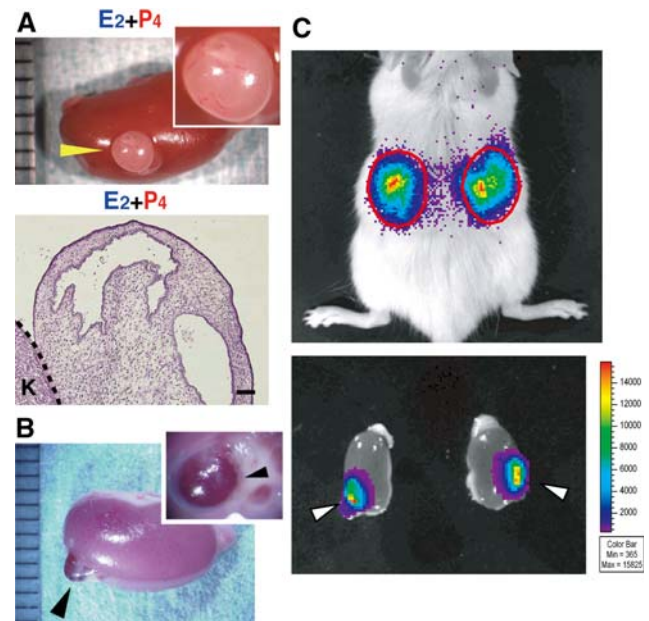 A
E2+P4
E2+P4
K
B
C
14000
12000
10000
8000
6000
4000
2000
Color Bar
Min = 365
Max = 15825